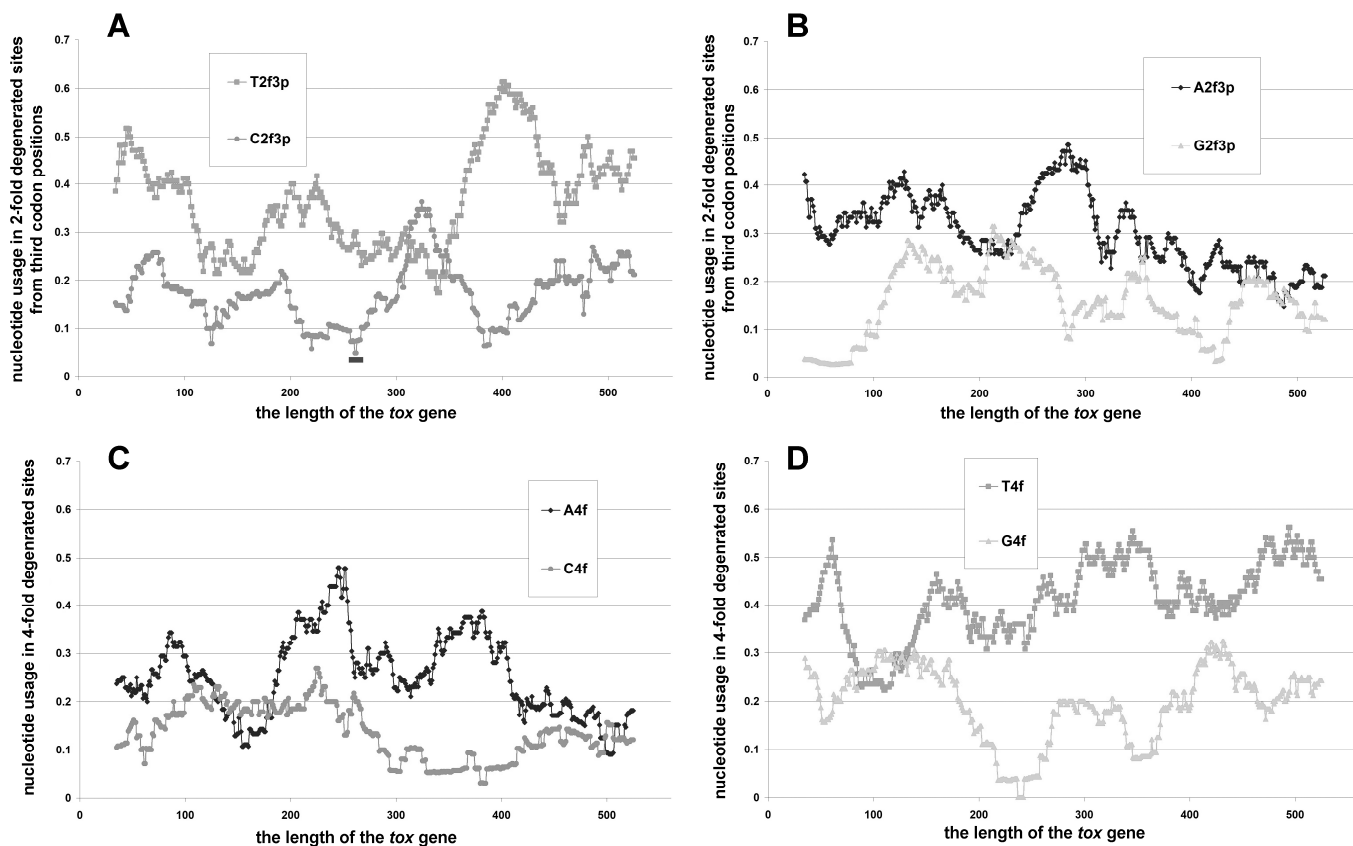 A
nucleotide usage in 2-fold degenerated sites
from third codon positions
0.7
0.6
0.5
0.4
0.3
0.2
0.1
0
T2f3p
C2f3p
0
100
200
300
400
500
the length of the tox gene
B
nucleotide usage in 2-fold degenerated sites
from third codon positions
0.7
0.6
0.5
0.4
0.3
0.2
0.1
0
A2f3p
G2f3p
0
100
200
300
400
500
the length of the tox gene
C
nucleotide usage in 4-fold degenrated sites
0.7
0.6
0.5
0.4
0.3
0.2
0.1
0
A4f
C4f
0
100
200
300
400
500
the length of the tox gene
D
nucleotide usage in 4-fold degenrated sites
0.7
0.6
0.5
0.4
0.3
0.2
0.1
0
T4f
G4f
0
100
200
300
400
500
the length of the tox gene